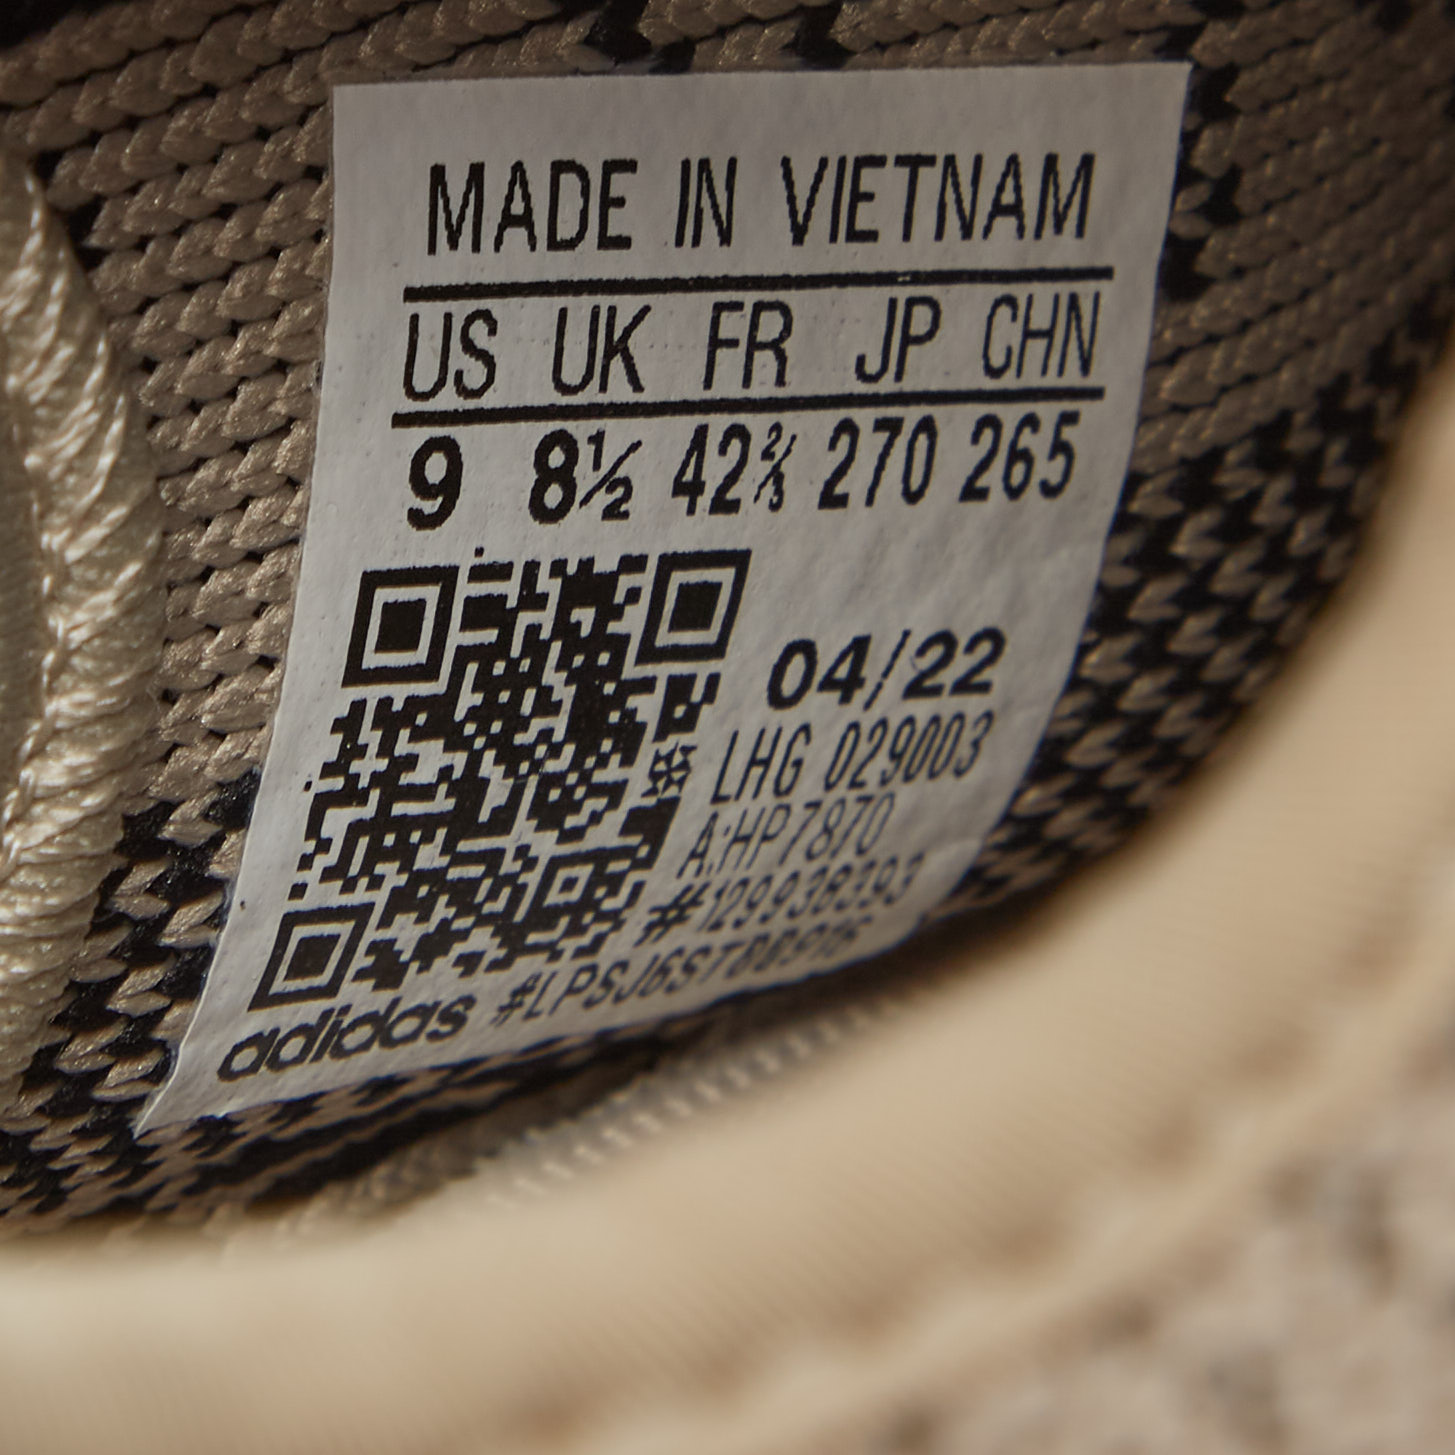 MADE IN VIETNAM
US UK FR JP CHN
9 8½ 42⅔ 270 265
04/22
LHG 029003
A:HP7870
#129938393
adidas